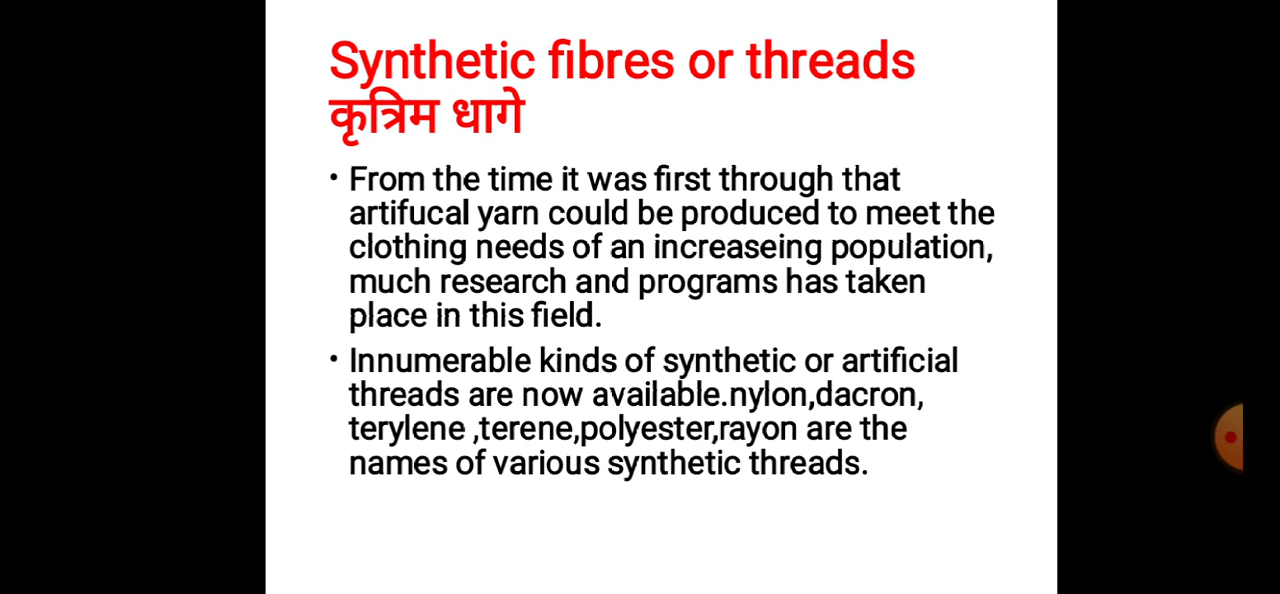 Synthetic fibres or threads
कृत्रिम धागे
• From the time it was first through that
artifucal yarn could be produced to meet the
clothing needs of an increaseing population,
much research and programs has taken
place in this field.
• Innumerable kinds of synthetic or artificial
threads are now available.nylon,dacron,
terylene ,terene,polyester,rayon are the
names of various synthetic threads.